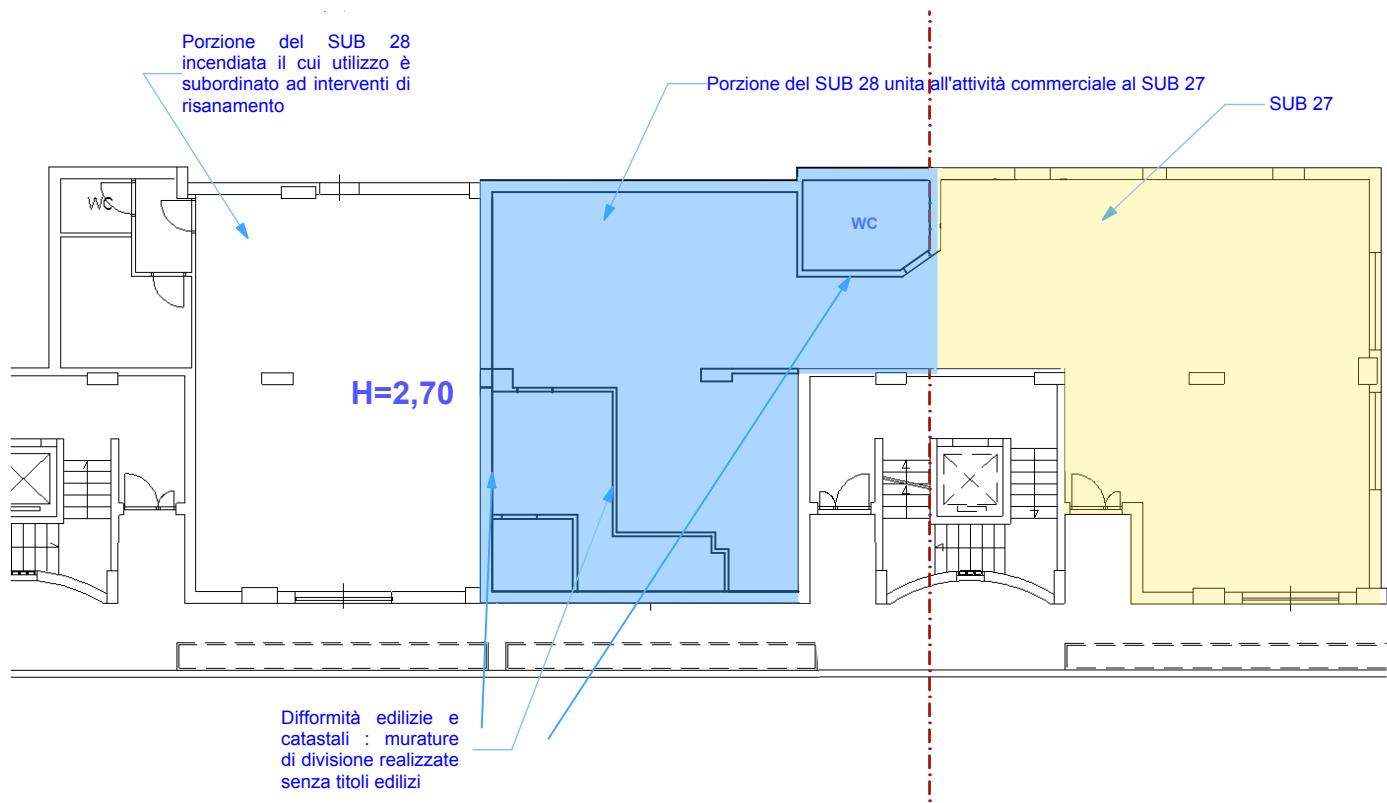 Porzione del SUB 28
incendiata il cui utilizo è
subordinato ad interventi di
risanamento
Porzione del SUB 28 unita all'attività commerciale al SUB 27
SUB 27
WC
WC
H=2,70
Difformità edilizie e
catastali : murature
di divisione realizzate
senza titoli edilizi